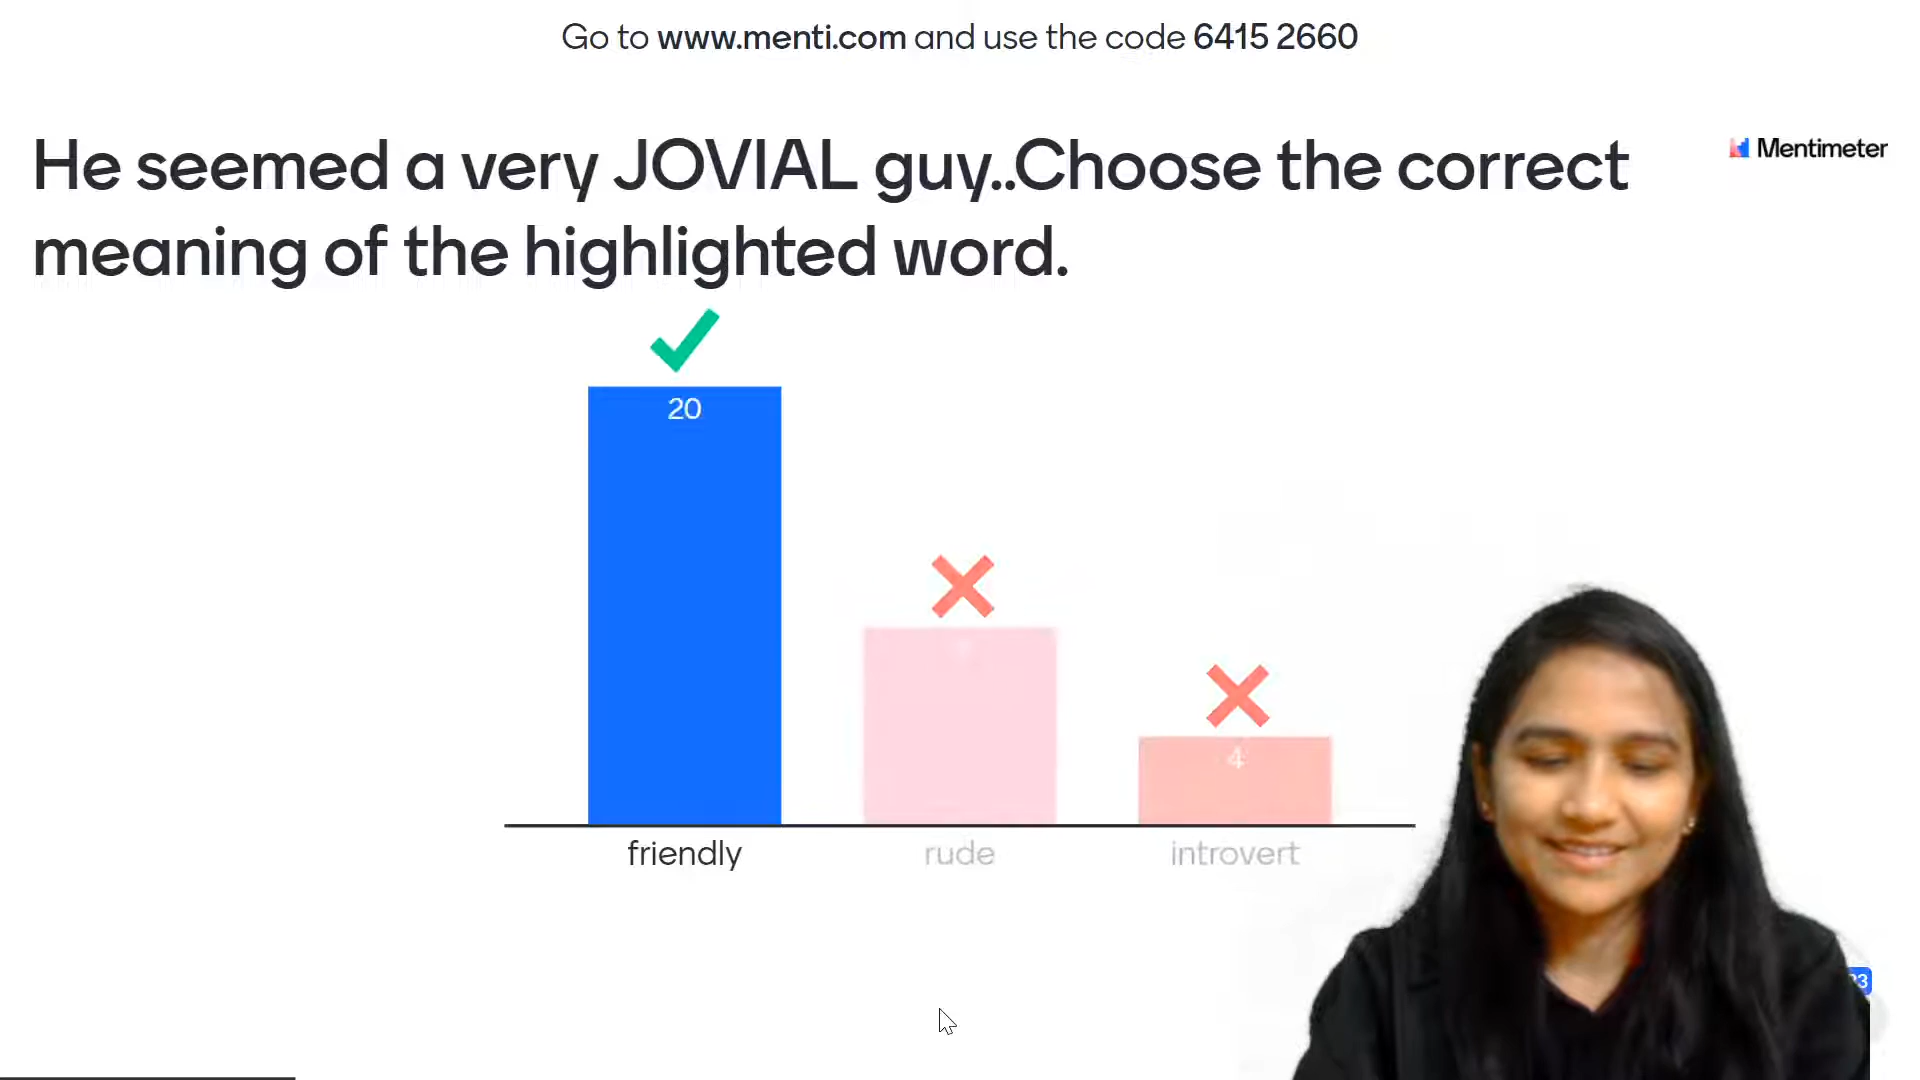 Go to www.menti.com and use the code 6415 2660
He seemed a very JOVIAL guy..Choose the correct
meaning of the highlighted word.
Mentimeter
20
4
friendly
rude
introvert